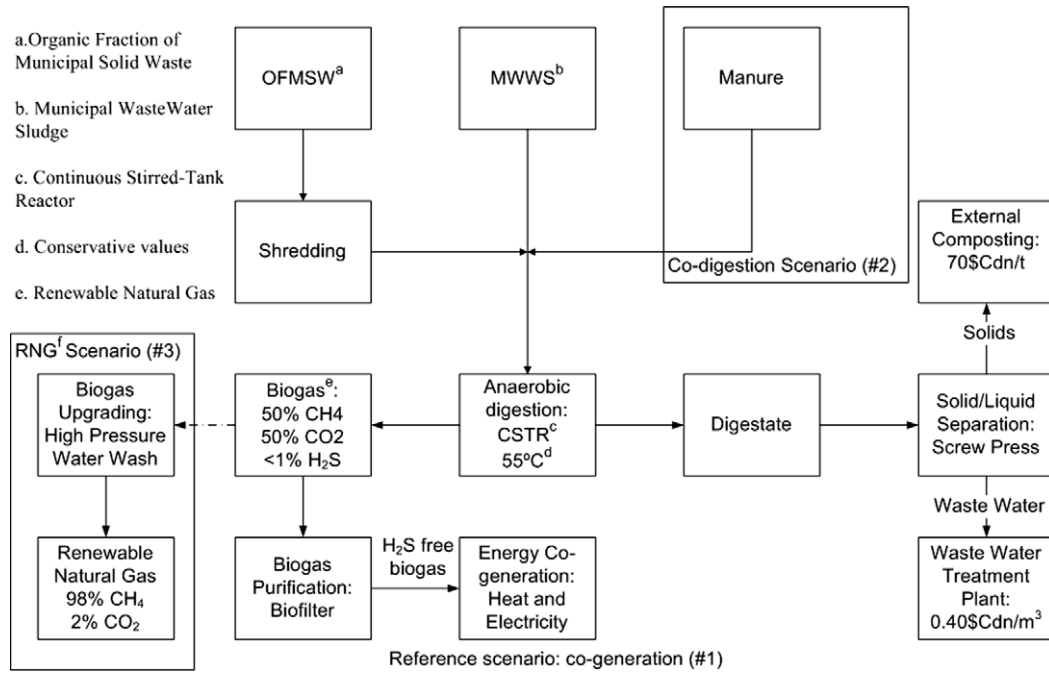 a.Organic Fraction of
Municipal Solid Waste
b. Municipal WasteWater
Sludge
c. Continuous Stirred-Tank
Reactor
d. Conservative values
e. Renewable Natural Gas
OFMSWᵃ
MWWSᵇ
Manure
Shredding
Co-digestion Scenario (#2)
External
Composting:
70$Cdn/t
Solids
RNGᶠ Scenario (#3)
Biogas
Upgrading:
High Pressure
Water Wash
Biogasᵉ:
50% CH4
50% CO2
<1% H₂S
Anaerobic
digestion:
CSTRᶜ
55ºCᵈ
Digestate
Solid/Liquid
Separation:
Screw Press
Waste Water
Renewable
Natural Gas
98% CH₄
2% CO₂
Biogas
Purification:
Biofilter
H₂S free
biogas
Energy Co-
generation:
Heat and
Electricity
Waste Water
Treatment
Plant:
0.40$Cdn/m³
Reference scenario: co-generation (#1)